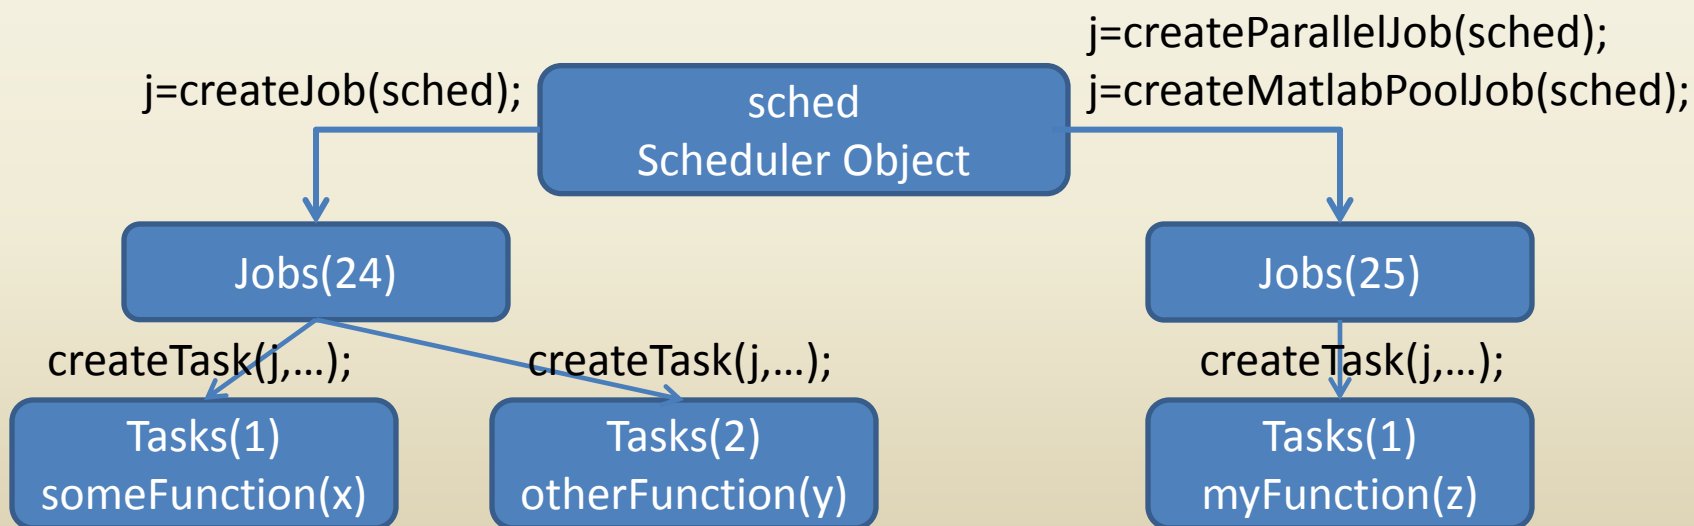 j=createParallelJob(sched);
j=createJob(sched);
j=createMatlabPoolJob(sched);
sched
Scheduler Object
Jobs(24)
Jobs(25)
createTask(j,…);
createTask(j,…);
createTask(j,…);
Tasks(1)
someFunction(x)
Tasks(2)
otherFunction(y)
Tasks(1)
myFunction(z)